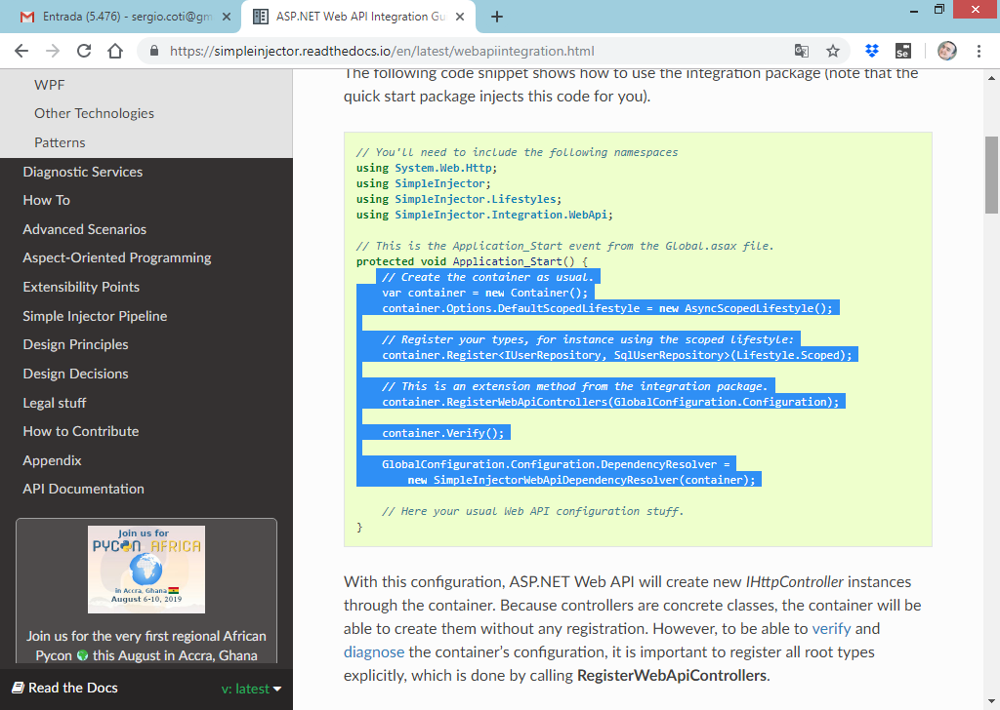 Entrada (5.476) - sergio.coti@gm
ASP.NET Web API Integration Gu
https://simpleinjector.readthedocs.io/en/latest/webapiintegration.html
Se
WPF
Other Technologies
Patterns
Diagnostic Services
How To
Advanced Scenarios
Aspect-Oriented Programming
Extensibility Points
Simple Injector Pipeline
Design Principles
Design Decisions
Legal stuff
How to Contribute
Appendix
API Documentation
Join us for
PYCON AFRICA
in Accra, Ghana
August 6-10, 2019
Join us for the very first regional African
Pycon this August in Accra, Ghana
Read the Docs
v: latest
The following code snippet shows how to use the integration package (note that the
quick start package injects this code for you).
// You'll need to include the following namespaces
using System.Web.Http;
using SimpleInjector;
using SimpleInjector.Lifestyles;
using SimpleInjector.Integration.WebApi;
// This is the Application_Start event from the Global.asax file.
protected void Application_Start() {
// Create the container as usual.
var container = new Container();
container.Options.DefaultScopedLifestyle = new AsyncScopedLifestyle();
// Register your types, for instance using the scoped lifestyle:
container.Register<IUserRepository, SqlUserRepository>(Lifestyle.Scoped);
// This is an extension method from the integration package.
container.RegisterWebApiControllers(GlobalConfiguration.Configuration);
container.Verify();
GlobalConfiguration.Configuration.DependencyResolver =
new SimpleInjectorWebApiDependencyResolver(container);
// Here your usual Web API configuration stuff.
}
With this configuration, ASP.NET Web API will create new IHttpController instances
through the container. Because controllers are concrete classes, the container will be
able to create them without any registration. However, to be able to verify and
diagnose the container's configuration, it is important to register all root types
explicitly, which is done by calling RegisterWebApiControllers.